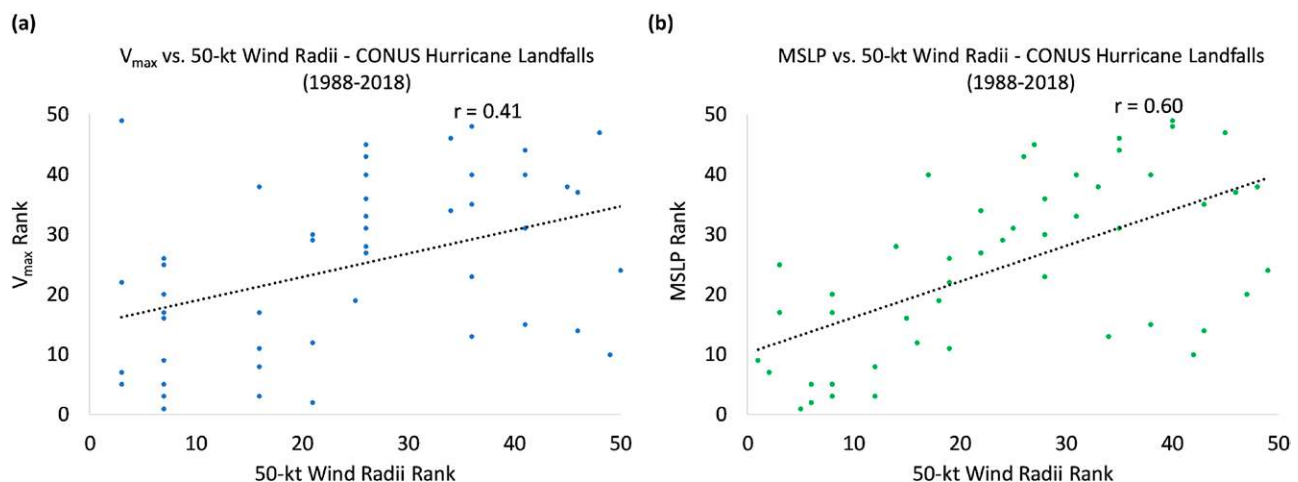 (a)
V_max vs. 50-kt Wind Radii - CONUS Hurricane Landfalls
(1988-2018)
r = 0.41
50
40
30
20
10
0
V_max Rank
0 10 20 30 40 50
50-kt Wind Radii Rank
(b)
MSLP vs. 50-kt Wind Radii - CONUS Hurricane Landfalls
(1988-2018)
r = 0.60
50
40
30
20
10
0
MSLP Rank
0 10 20 30 40 50
50-kt Wind Radii Rank